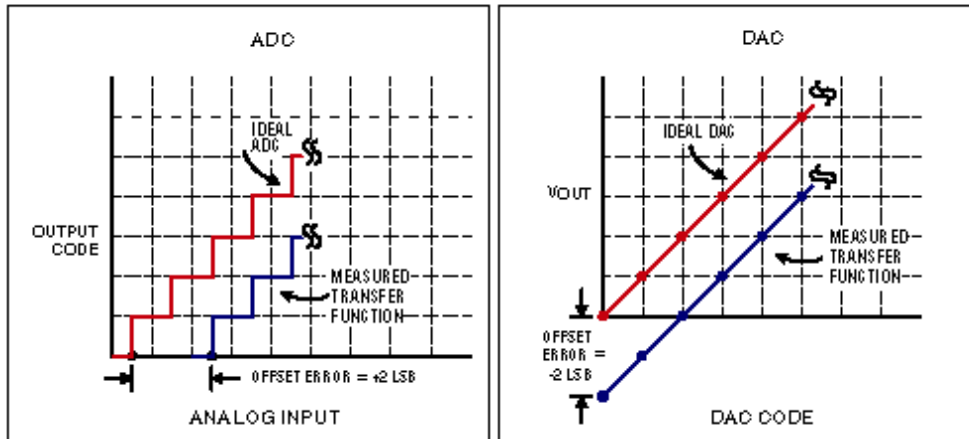 ADC
IDEAL
ADC
OUTPUT
CODE
MEASURED
TRANSFER
FUNCTION
OFFSET ERROR = +2 LSB
ANALOG INPUT
DAC
IDEAL DAC
VOUT
MEASURED
TRANSFER
FUNCTION
OFFSET
ERROR =
-2 LSB
DAC CODE